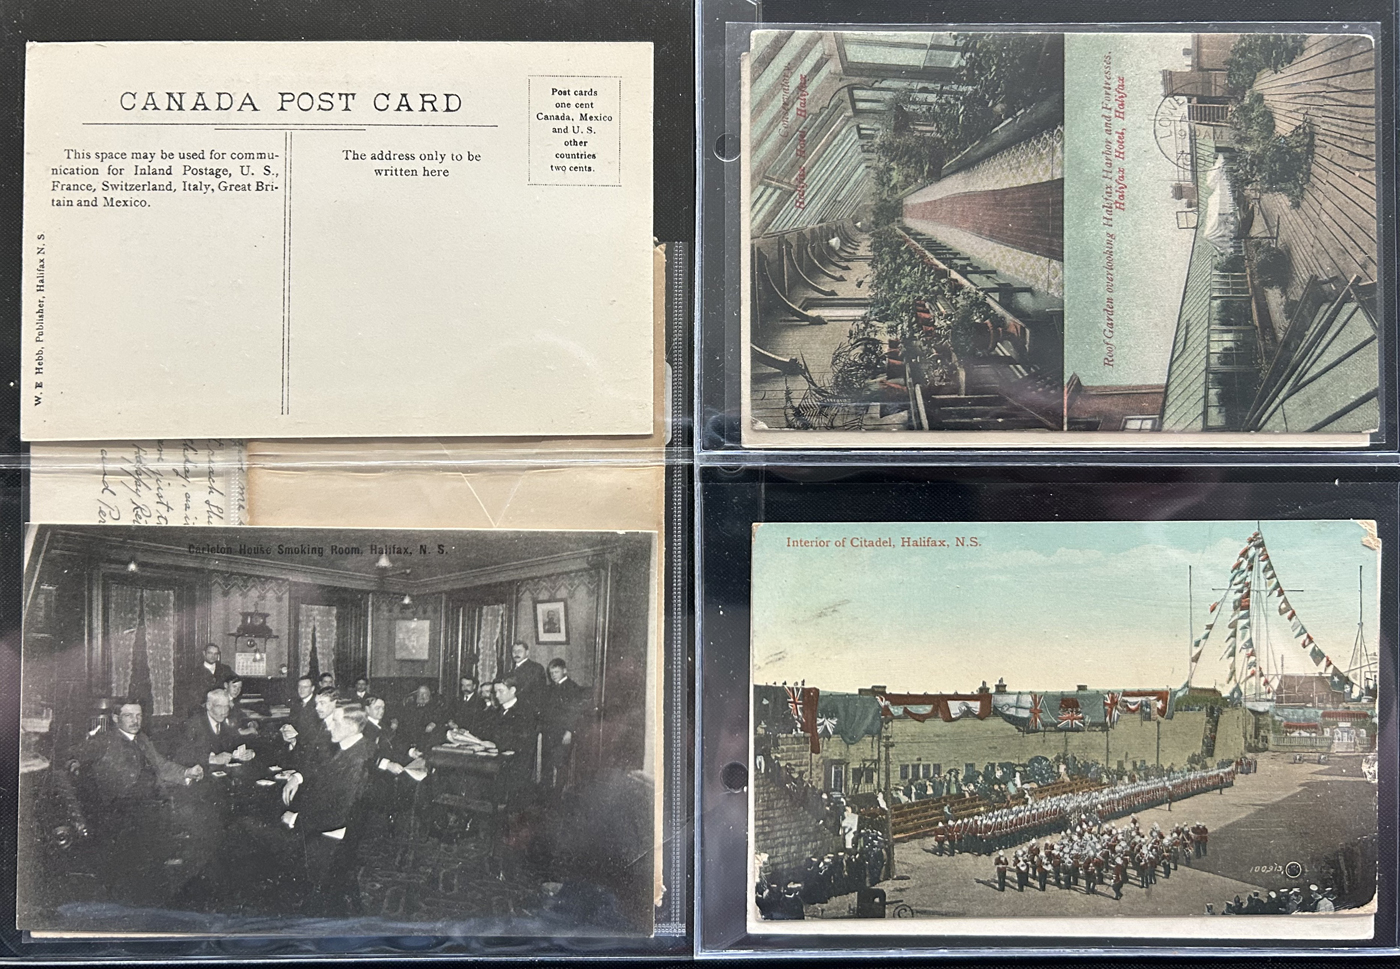 CANADA POST CARD
Post cards
one cent
Canada, Mexico
and U. S.
other
countries
two cents.
This space may be used for commu-
nication for Inland Postage, U. S.,
France, Switzerland, Italy, Great Bri-
tain and Mexico.
The address only to be
written here
W. E Hebb, Publisher, Halifax N. S
and
Conservatory,
Halifax Hotel, Halifax
Roof Garden overlooking Halifax Harbor and Fortresses,
Halifax Hotel, Halifax
Carleton House Smoking Room, Halifax, N. S.
Interior of Citadel, Halifax, N.S.